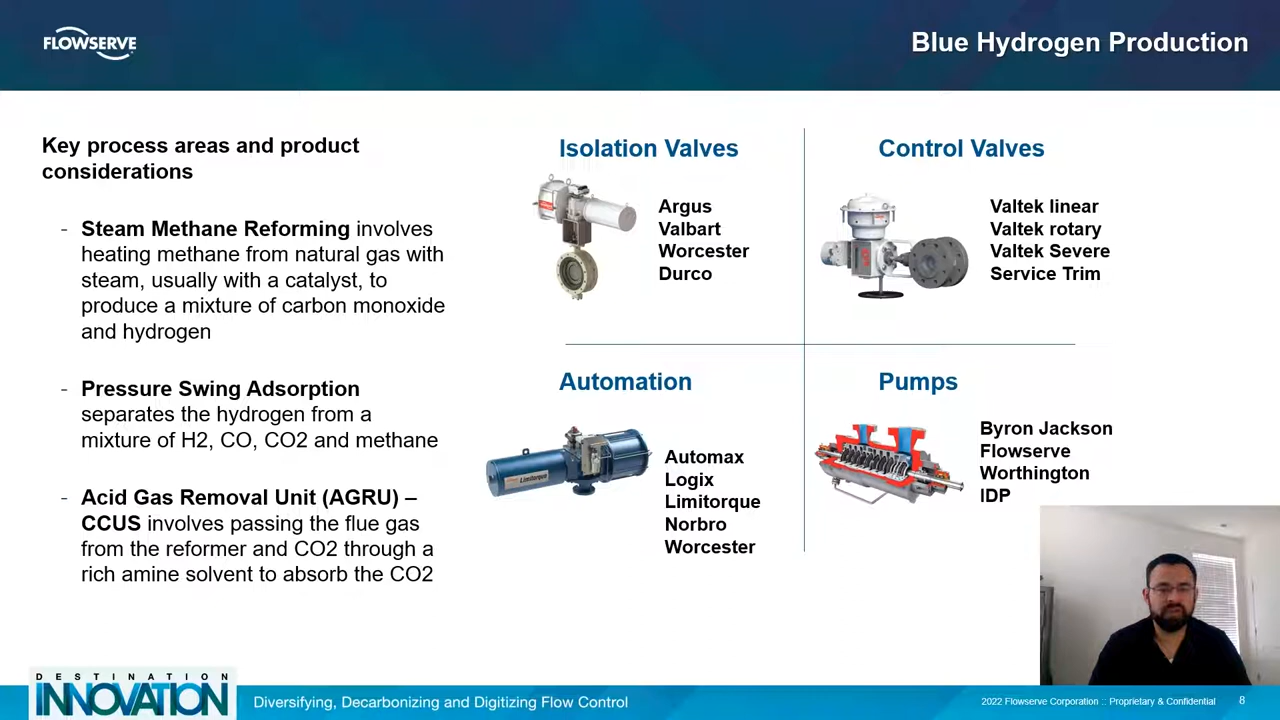 FLOWSERVE
Blue Hydrogen Production
Key process areas and product
considerations
- Steam Methane Reforming involves
heating methane from natural gas with
steam, usually with a catalyst, to
produce a mixture of carbon monoxide
and hydrogen
- Pressure Swing Adsorption
separates the hydrogen from a
mixture of H2, CO, CO2 and methane
- Acid Gas Removal Unit (AGRU) –
CCUS involves passing the flue gas
from the reformer and CO2 through a
rich amine solvent to absorb the CO2
Isolation Valves
Argus
Valbart
Worcester
Durco
Control Valves
Valtek linear
Valtek rotary
Valtek Severe
Service Trim
Automation
Limitorque
Automax
Logix
Limitorque
Norbro
Worcester
Pumps
Byron Jackson
Flowserve
Worthington
IDP
DESTINATION
INNOVATION
Diversifying, Decarbonizing and Digitizing Flow Control
2022 Flowserve Corporation :: Proprietary & Confidential
8